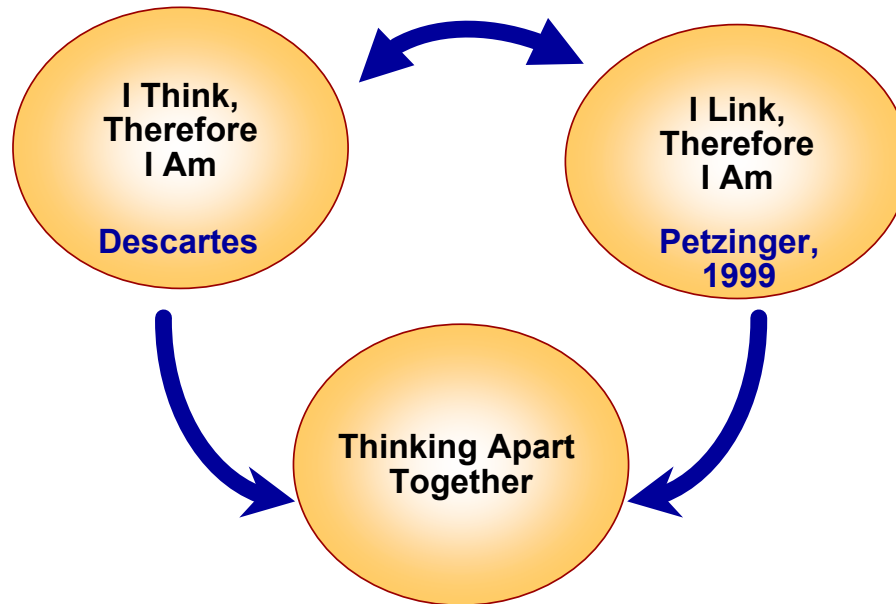 I Think,
Therefore
I Am
Descartes
I Link,
Therefore
I Am
Petzinger,
1999
Thinking Apart
Together